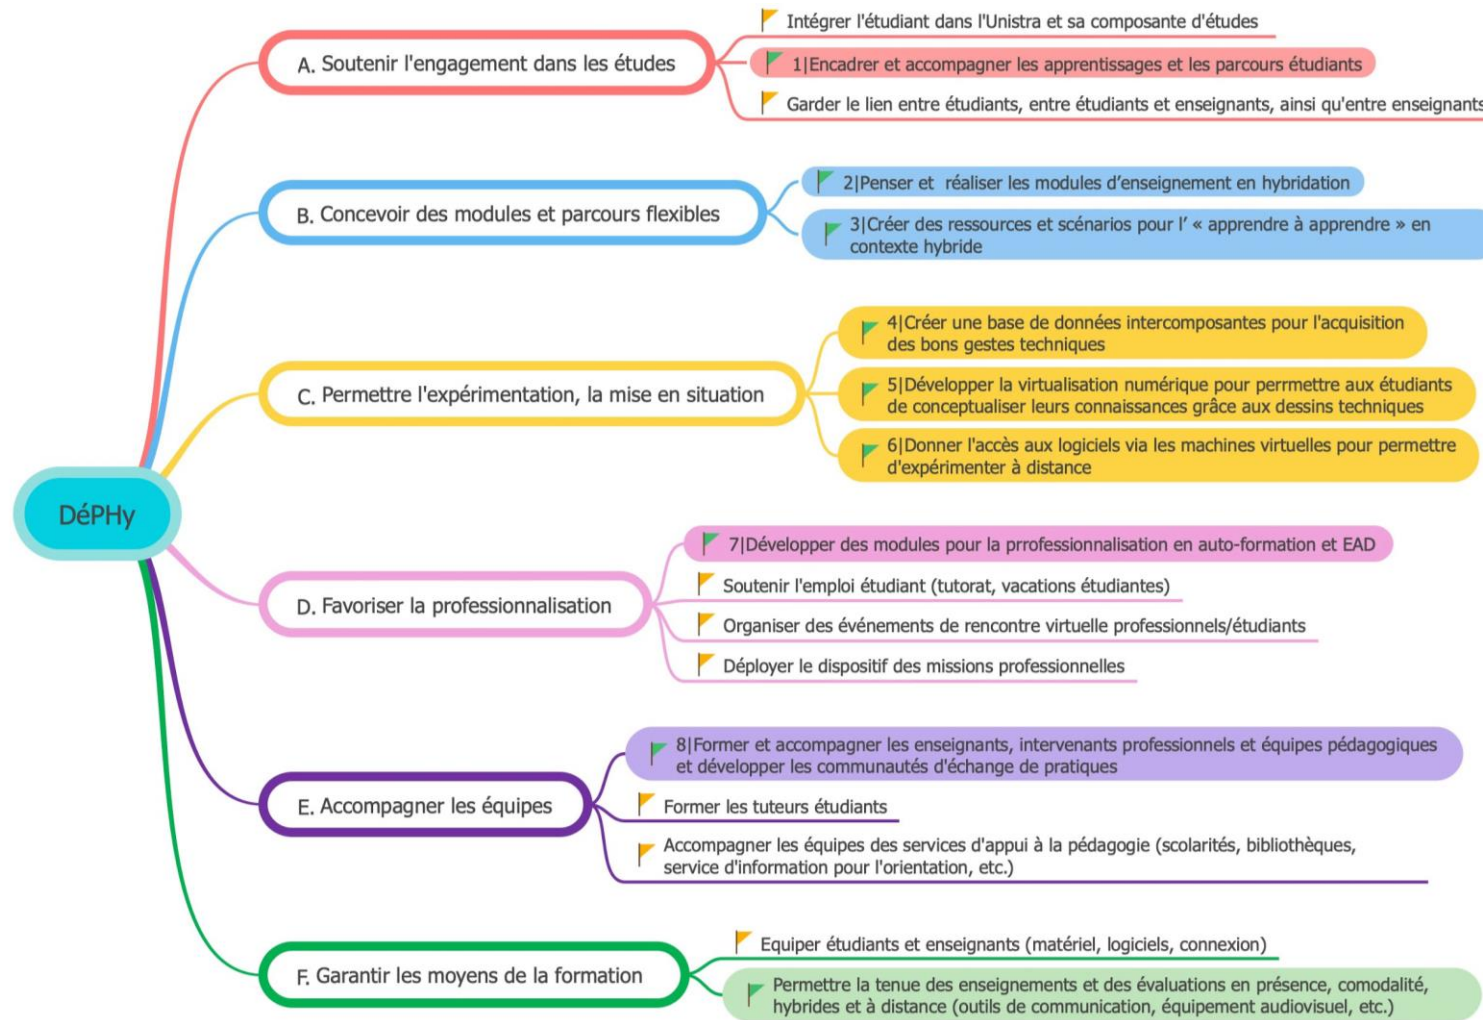 DéPHy
A. Soutenir l'engagement dans les études
Intégrer l'étudiant dans l'Unistra et sa composante d'études
1|Encadrer et accompagner les apprentissages et les parcours étudiants
Garder le lien entre étudiants, entre étudiants et enseignants, ainsi qu'entre enseignants
B. Concevoir des modules et parcours flexibles
2|Penser et  réaliser les modules d’enseignement en hybridation
3|Créer des ressources et scénarios pour l’ « apprendre à apprendre » en
contexte hybride
C. Permettre l'expérimentation, la mise en situation
4|Créer une base de données intercomposantes pour l'acquisition
des bons gestes techniques
5|Développer la virtualisation numérique pour perrmettre aux étudiants
de conceptualiser leurs connaissances grâce aux dessins techniques
6|Donner l'accès aux logiciels via les machines virtuelles pour permettre
d'expérimenter à distance
D. Favoriser la professionnalisation
7|Développer des modules pour la prrofessionnalisation en auto-formation et EAD
Soutenir l'emploi étudiant (tutorat, vacations étudiantes)
Organiser des événements de rencontre virtuelle professionnels/étudiants
Déployer le dispositif des missions professionnelles
E. Accompagner les équipes
8|Former et accompagner les enseignants, intervenants professionnels et équipes pédagogiques
et développer les communautés d'échange de pratiques
Former les tuteurs étudiants
Accompagner les équipes des services d'appui à la pédagogie (scolarités, bibliothèques,
service d'information pour l'orientation, etc.)
F. Garantir les moyens de la formation
Equiper étudiants et enseignants (matériel, logiciels, connexion)
Permettre la tenue des enseignements et des évaluations en présence, comodalité,
hybrides et à distance (outils de communication, équipement audiovisuel, etc.)